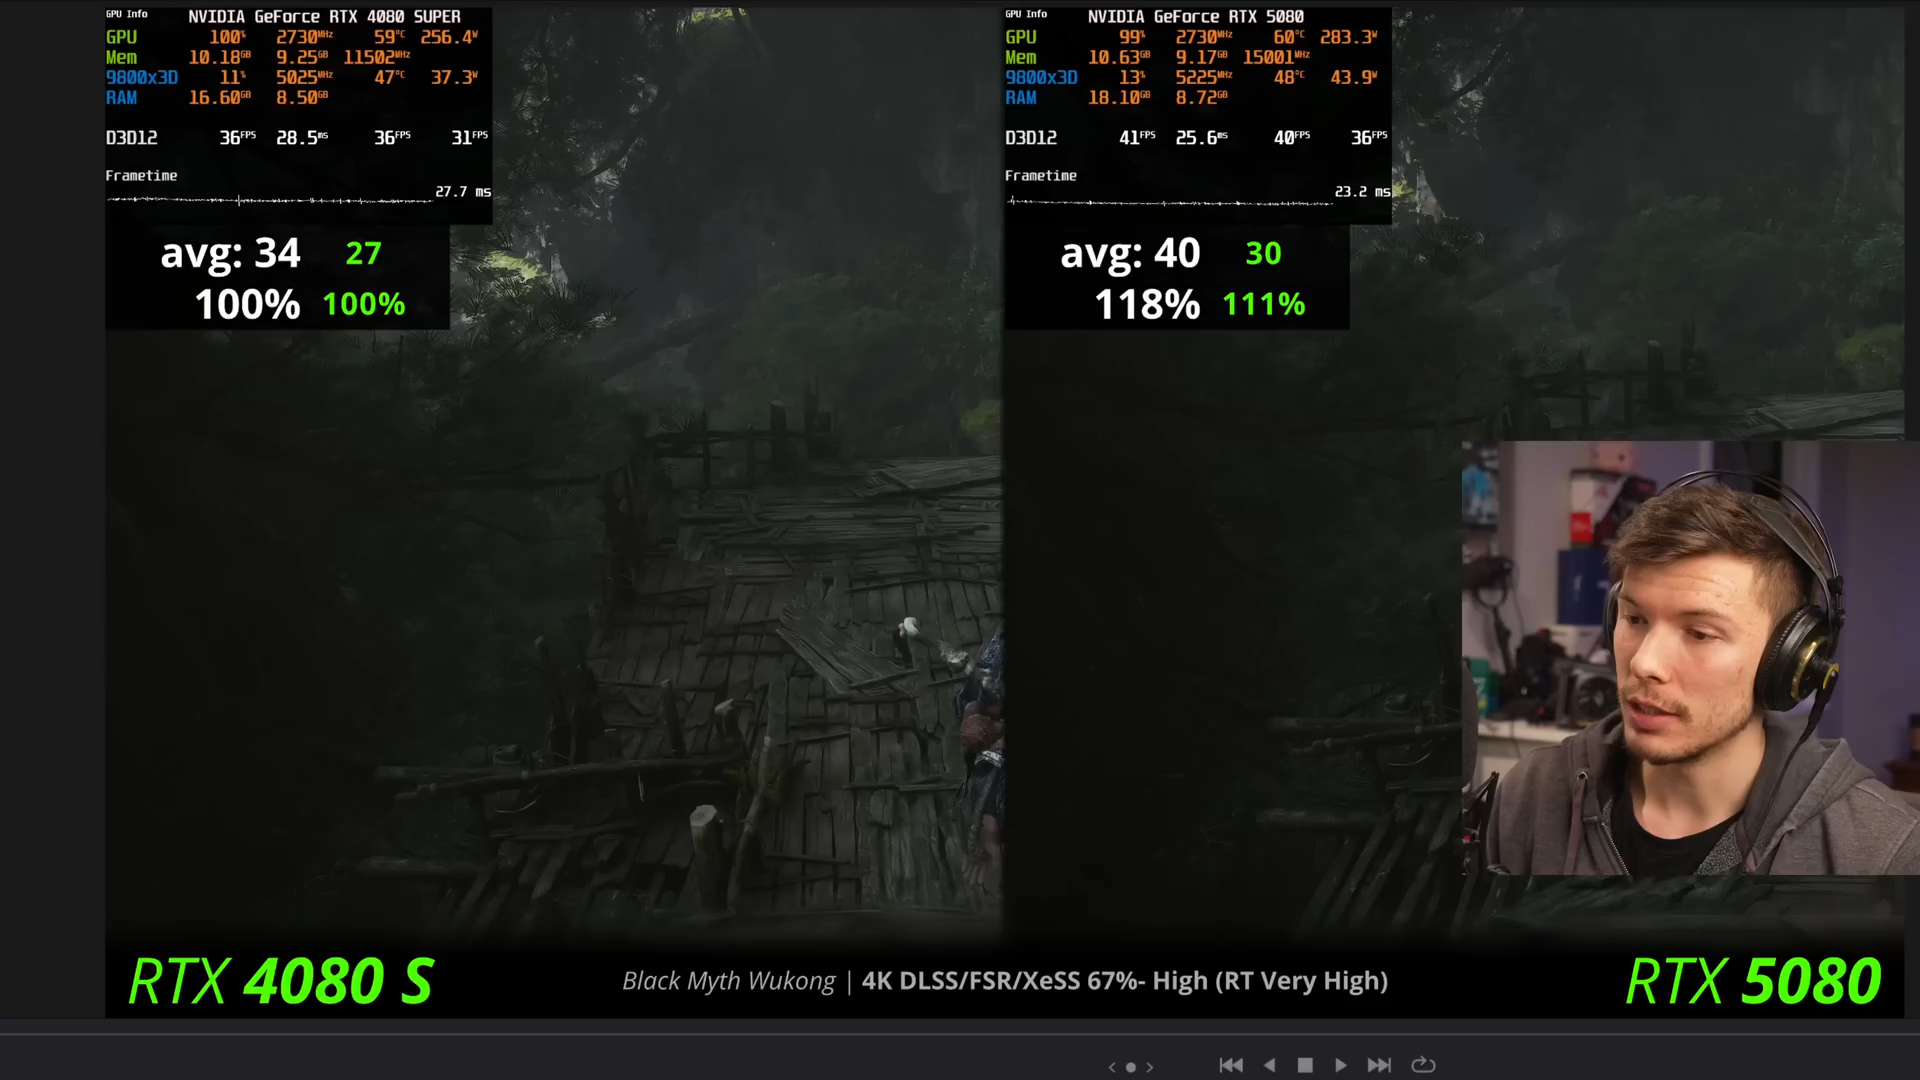 GPU Info NVIDIA GeForce RTX 4080 SUPER
GPU 100% 2730MHz 59°C 256.4W
Mem 10.18GB 9.25GB 11502MHz
9800x3D 11% 5025MHz 47°C 37.3W
RAM 16.60GB 8.50GB
D3D12 36FPS 28.5ms 36FPS 31FPS
Frametime
27.7 ms
avg: 34 27
100% 100%
GPU Info NVIDIA GeForce RTX 5080
GPU 99% 2730MHz 60°C 283.3W
Mem 10.63GB 9.17GB 15001MHz
9800x3D 13% 5225MHz 48°C 43.9W
RAM 18.10GB 8.72GB
D3D12 41FPS 25.6ms 40FPS 36FPS
Frametime
23.2 ms
avg: 40 30
118% 111%
RTX 4080 S
Black Myth Wukong | 4K DLSS/FSR/XeSS 67%- High (RT Very High)
RTX 5080